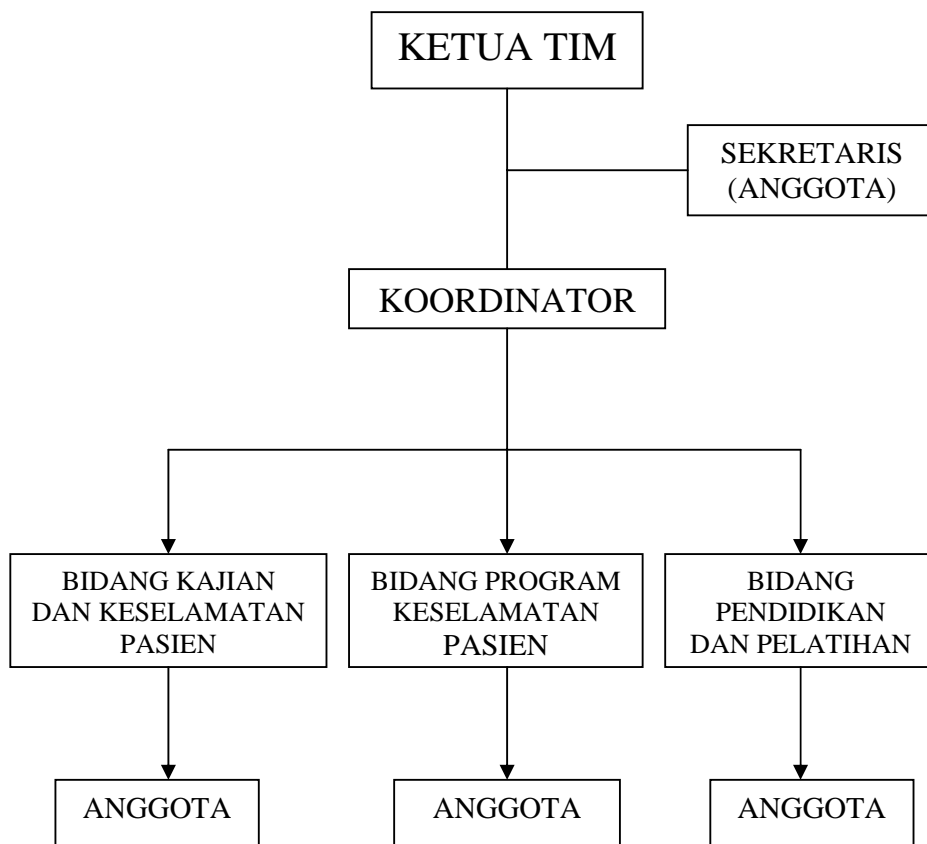 KETUA TIM
SEKRETARIS
(ANGGOTA)
KOORDINATOR
BIDANG KAJIAN
DAN KESELAMATAN
PASIEN
BIDANG PROGRAM
KESELAMATAN
PASIEN
BIDANG
PENDIDIKAN
DAN PELATIHAN
ANGGOTA
ANGGOTA
ANGGOTA